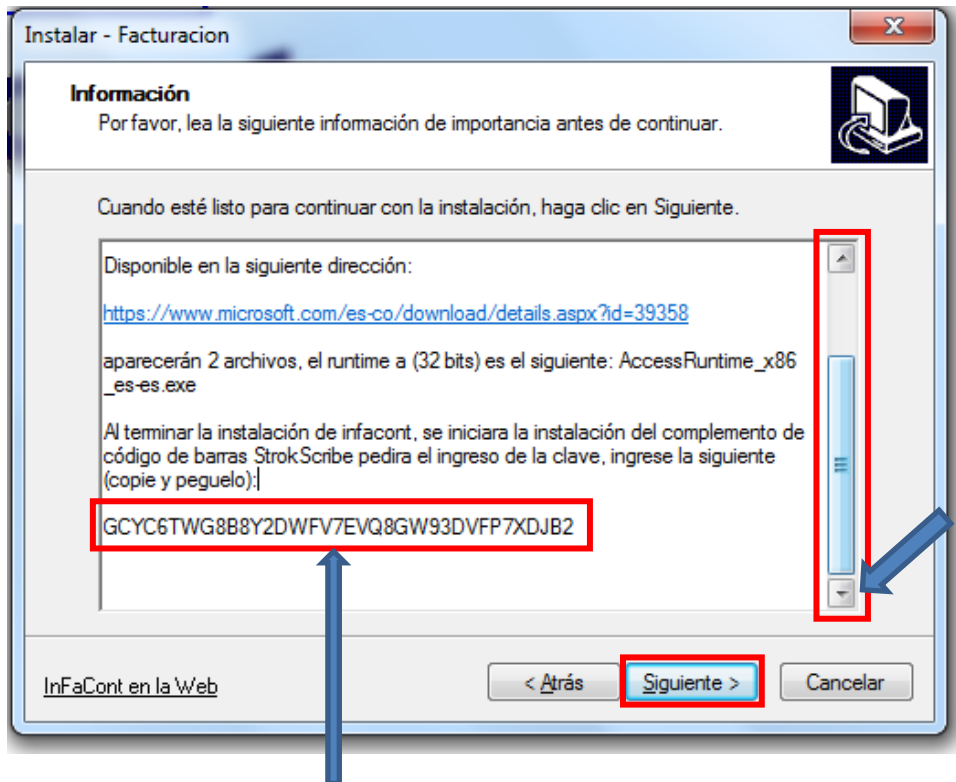 Instalar - Facturacion
Información
Por favor, lea la siguiente información de importancia antes de continuar.
Cuando esté listo para continuar con la instalación, haga clic en Siguiente.
Disponible en la siguiente dirección:
https://www.microsoft.com/es-co/download/details.aspx?id=39358
aparecerán 2 archivos, el runtime a (32 bits) es el siguiente: AccessRuntime_x86
_es-es.exe
Al terminar la instalación de infacont, se iniciara la instalación del complemento de
código de barras StrokScribe pedira el ingreso de la clave, ingrese la siguiente
(copie y peguelo):
GCYC6TWG8B8Y2DWFV7EVQ8GW93DVFP7XDJB2
InFaCont en la Web
< Atrás
Siguiente >
Cancelar